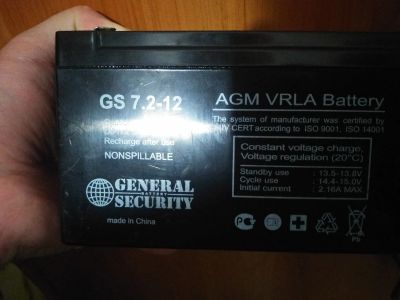 GS 7.2-12
Recharge after use
NONSPILLABLE
GENERAL
BATTERY
SECURITY
made in China
AGM VRLA Battery
The system of manufacturer was certified by
CERT according to ISO 9001, ISO 14001
Constant voltage charge,
Voltage regulation (20°C)
Standby use : 13.5-13.8V
Cycle use : 14.4-15.0V
Initial current : 2.16A MAX
Pb